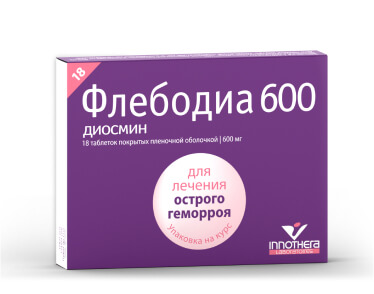 18
Флебодиа 600
диосмин
18 таблеток покрытых пленочной оболочкой | 600 мг
для
лечения
острого
геморроя
Упаковка на курс
INNOTHERA
Laboratoires